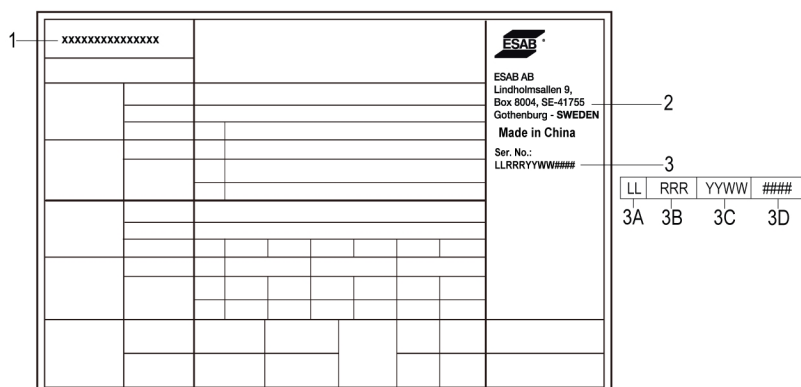 1
xxxxxxxxxxxxxxx
ESAB
ESAB AB
Lindholmsallen 9,
Box 8004, SE-41755
Gothenburg - SWEDEN
2
Made in China
Ser. No.:
LLRRRYYWW####
3
LL RRR YYWW ####
3A 3B 3C 3D